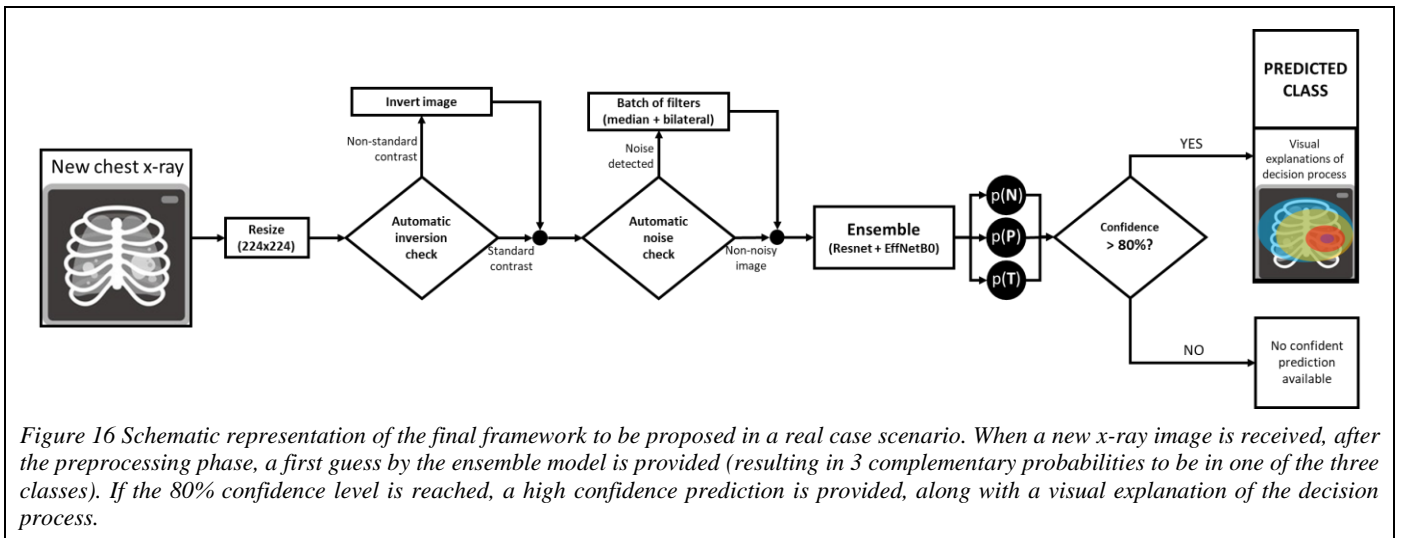 New chest x-ray
Resize
(224x224)
Invert image
Non-standard
contrast
Automatic
inversion
check
Standard
contrast
Batch of filters
(median + bilateral)
Noise
detected
Automatic
noise
check
Non-noisy
image
Ensemble
(Resnet + EffNetB0)
p(N)
p(P)
p(T)
Confidence
> 80%?
YES
NO
PREDICTED
CLASS
Visual
explanations of
decision process
No confident
prediction
available
Figure 16 Schematic representation of the final framework to be proposed in a real case scenario. When a new x-ray image is received, after
the preprocessing phase, a first guess by the ensemble model is provided (resulting in 3 complementary probabilities to be in one of the three
classes). If the 80% confidence level is reached, a high confidence prediction is provided, along with a visual explanation of the decision
process.